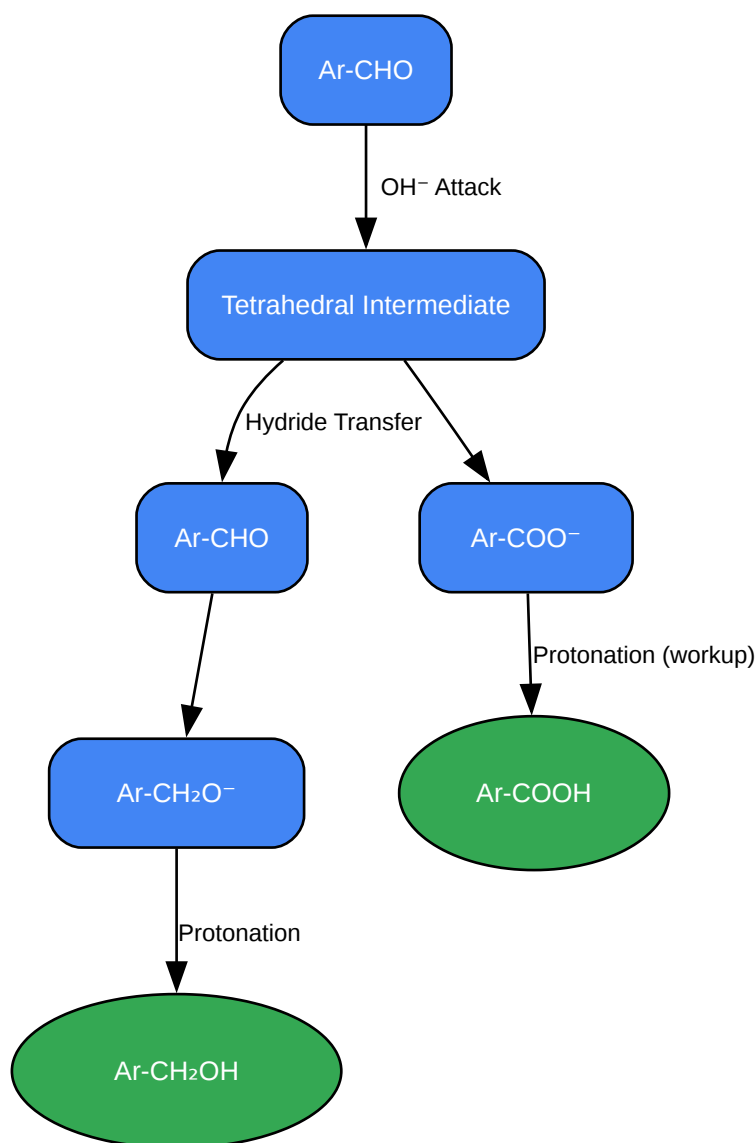 Ar-CHO
OH⁻ Attack
Tetrahedral Intermediate
Hydride Transfer
Ar-CHO
Ar-COO⁻
Protonation (workup)
Ar-CH₂O⁻
Ar-COOH
Protonation
Ar-CH₂OH